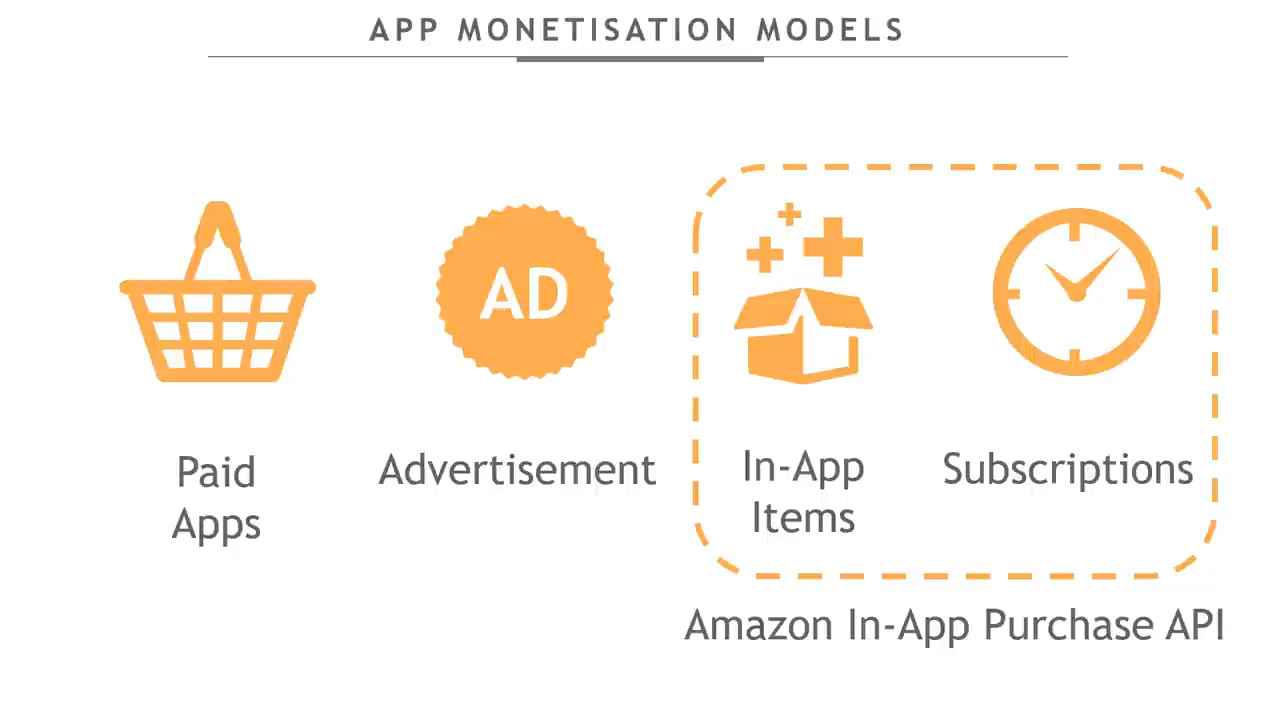 APP MONETISATION MODELS
AD
Paid
Apps
Advertisement
In-App
Items
Subscriptions
Amazon In-App Purchase API